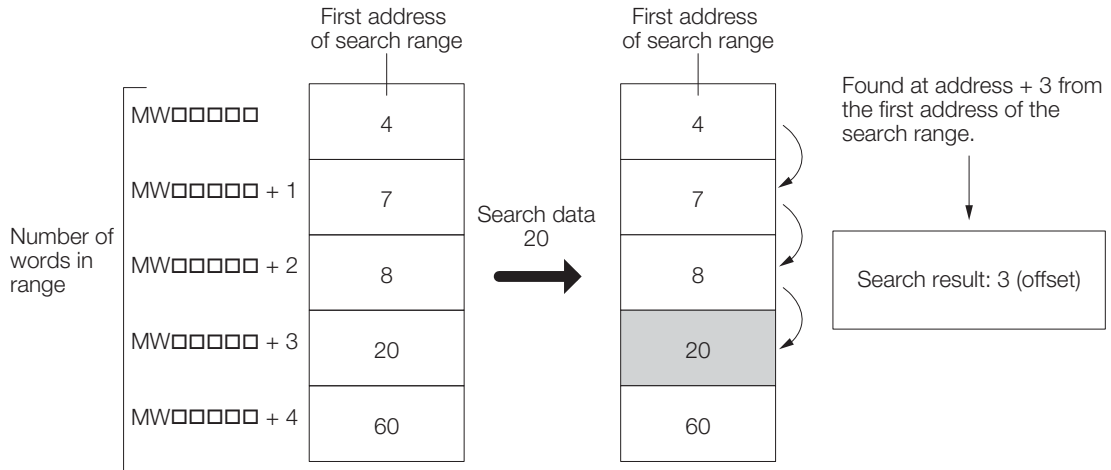 First address
of search range
First address
of search range
Found at address + 3 from
the first address of the
search range.
MW□□□□□
4
4
MW□□□□□ + 1
7
7
Search data
20
Number of
words in
range
MW□□□□□ + 2
8
8
Search result: 3 (offset)
MW□□□□□ + 3
20
20
MW□□□□□ + 4
60
60